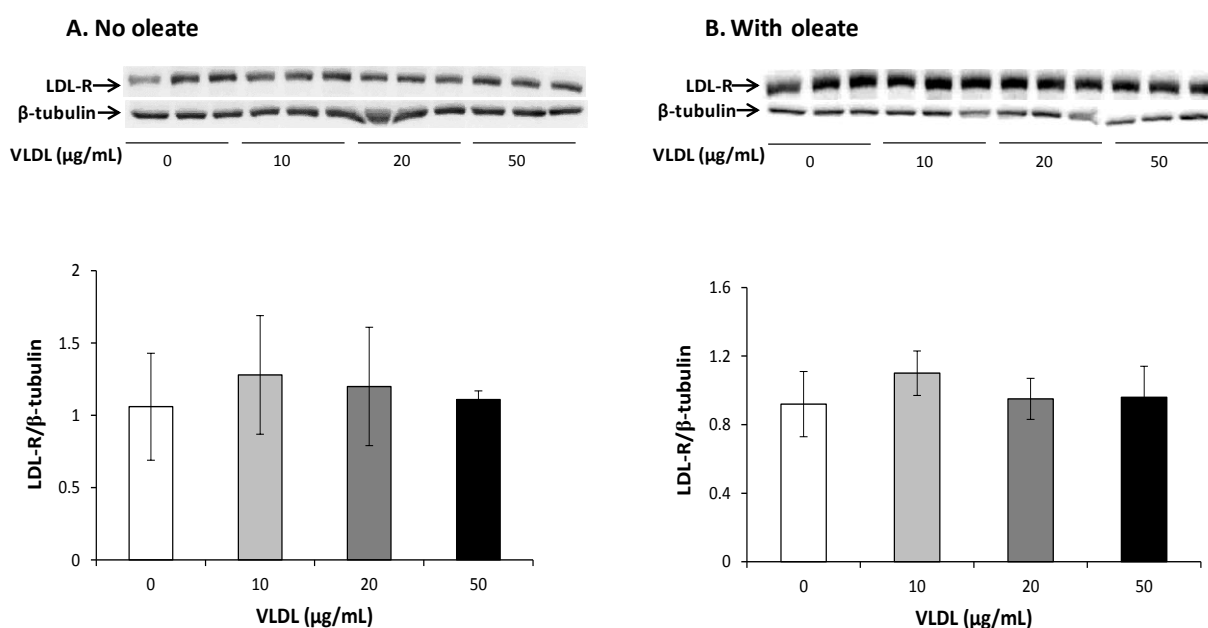 A. No oleate
LDL-R
β-tubulin
VLDL (µg/mL)
0 10 20 50
2
1.5
1
0.5
0
LDL-R/β-tubulin
0 10 20 50
VLDL (µg/mL)
B. With oleate
LDL-R
β-tubulin
VLDL (µg/mL)
0 10 20 50
1.6
1.2
0.8
0.4
0
LDL-R/β-tubulin
0 10 20 50
VLDL (µg/mL)